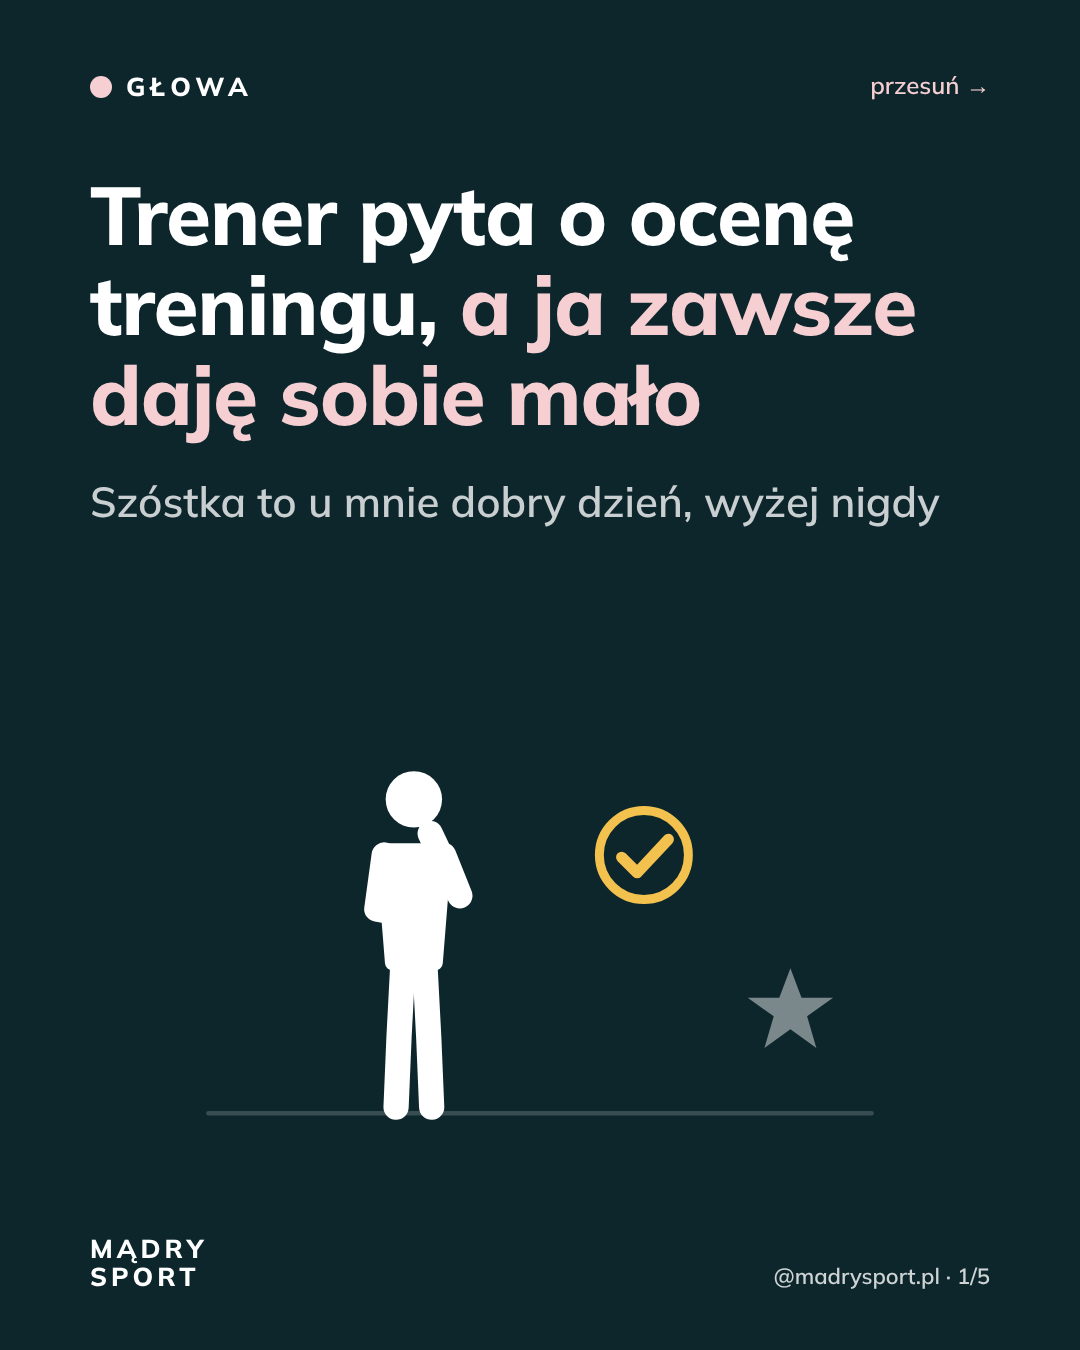 GŁOWA
przesuń →
Trener pyta o ocenę
treningu, a ja zawsze
daję sobie mało
Szóstka to u mnie dobry dzień, wyżej nigdy
MĄDRY
SPORT
@madrysport.pl · 1/5